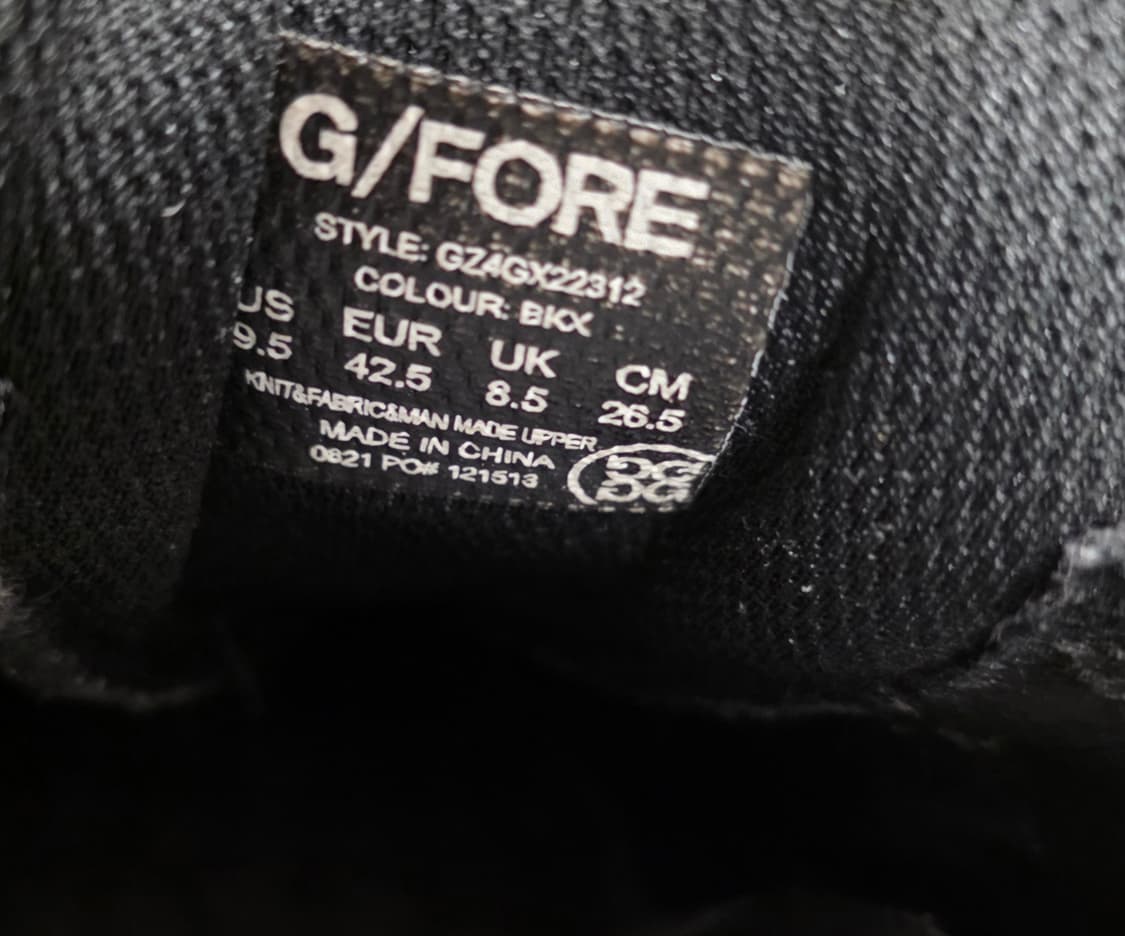 G/FORE
STYLE: GZ4GX22312
COLOUR: BKX
US EUR UK CM
9.5 42.5 8.5 26.5
KNIT&FABRIC&MAN MADE UPPER
MADE IN CHINA
0821 PO# 121513